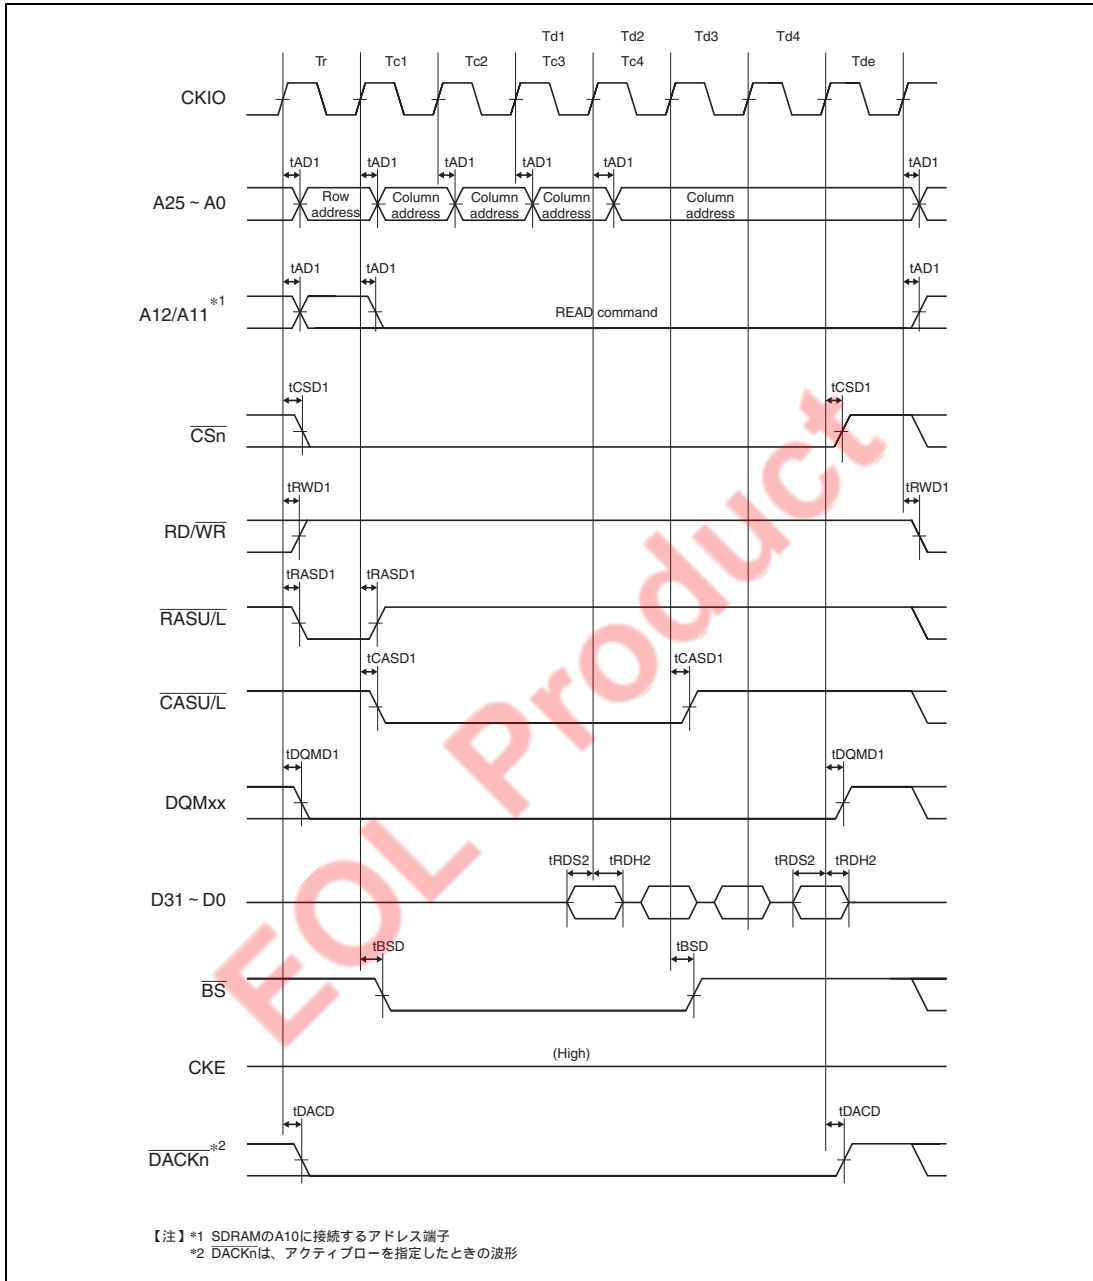 Td1 Td2 Td3 Td4
Tr Tc1 Tc2 Tc3 Tc4 Tde
CKIO
tAD1 tAD1 tAD1 tAD1 tAD1 tAD1
A25 ~ A0
Row address Column address Column address Column address Column address
tAD1 tAD1 tAD1
A12/A11 *1
READ command
tCSD1 tCSD1
CSn
tRWD1 tRWD1
RD/WR
tRASD1 tRASD1
RASU/L
tCASD1 tCASD1
CASU/L
tDQMD1 tDQMD1
DQMxx
tRDS2 tRDH2 tRDS2 tRDH2
D31 ~ D0
tBSD tBSD
BS
(High)
CKE
tDACD tDACD
DACKn *2
【注】 *1 SDRAMのA10に接続するアドレス端子
*2 DACKnは、アクティブローを指定したときの波形
EOL Product